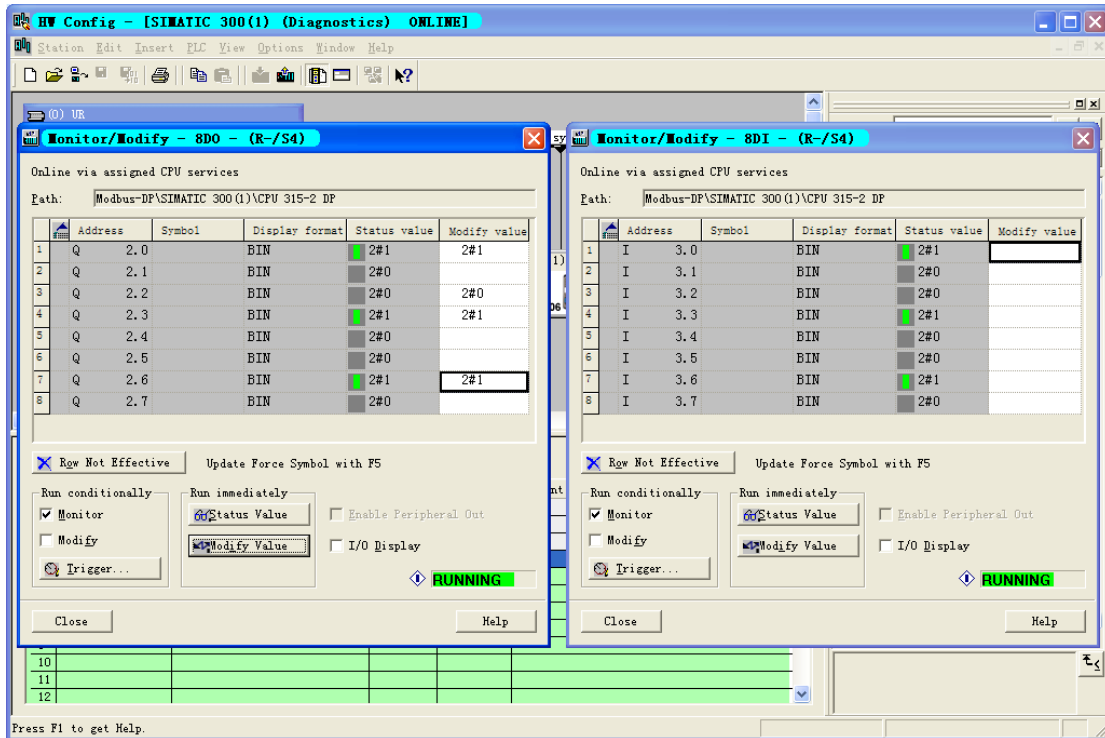 HW Config - [SIMATIC 300(1) (Diagnostics) ONLINE]
Station Edit Insert PLC View Options Window Help
(0) UR
Monitor/Modify - 8DO - (R-/S4)
Online via assigned CPU services
Path: Modbus-DP\SIMATIC 300(1)\CPU 315-2 DP
Address Symbol Display format Status value Modify value
1 Q 2.0 BIN 2#1 2#1
2 Q 2.1 BIN 2#0
3 Q 2.2 BIN 2#0 2#0
4 Q 2.3 BIN 2#1 2#1
5 Q 2.4 BIN 2#0
6 Q 2.5 BIN 2#0
7 Q 2.6 BIN 2#1 2#1
8 Q 2.7 BIN 2#0
Row Not Effective Update Force Symbol with F5
Run conditionally Run immediately
Monitor Status Value Enable Peripheral Out
Modify Modify Value I/O Display
Trigger...
RUNNING
Close Help
sy
1)
06
nt
Monitor/Modify - 8DI - (R-/S4)
Online via assigned CPU services
Path: Modbus-DP\SIMATIC 300(1)\CPU 315-2 DP
Address Symbol Display format Status value Modify value
1 I 3.0 BIN 2#1
2 I 3.1 BIN 2#0
3 I 3.2 BIN 2#0
4 I 3.3 BIN 2#1
5 I 3.4 BIN 2#0
6 I 3.5 BIN 2#0
7 I 3.6 BIN 2#1
8 I 3.7 BIN 2#0
Row Not Effective Update Force Symbol with F5
Run conditionally Run immediately
Monitor Status Value Enable Peripheral Out
Modify Modify Value I/O Display
Trigger...
RUNNING
Close Help
10
11
12
Press F1 to get Help.